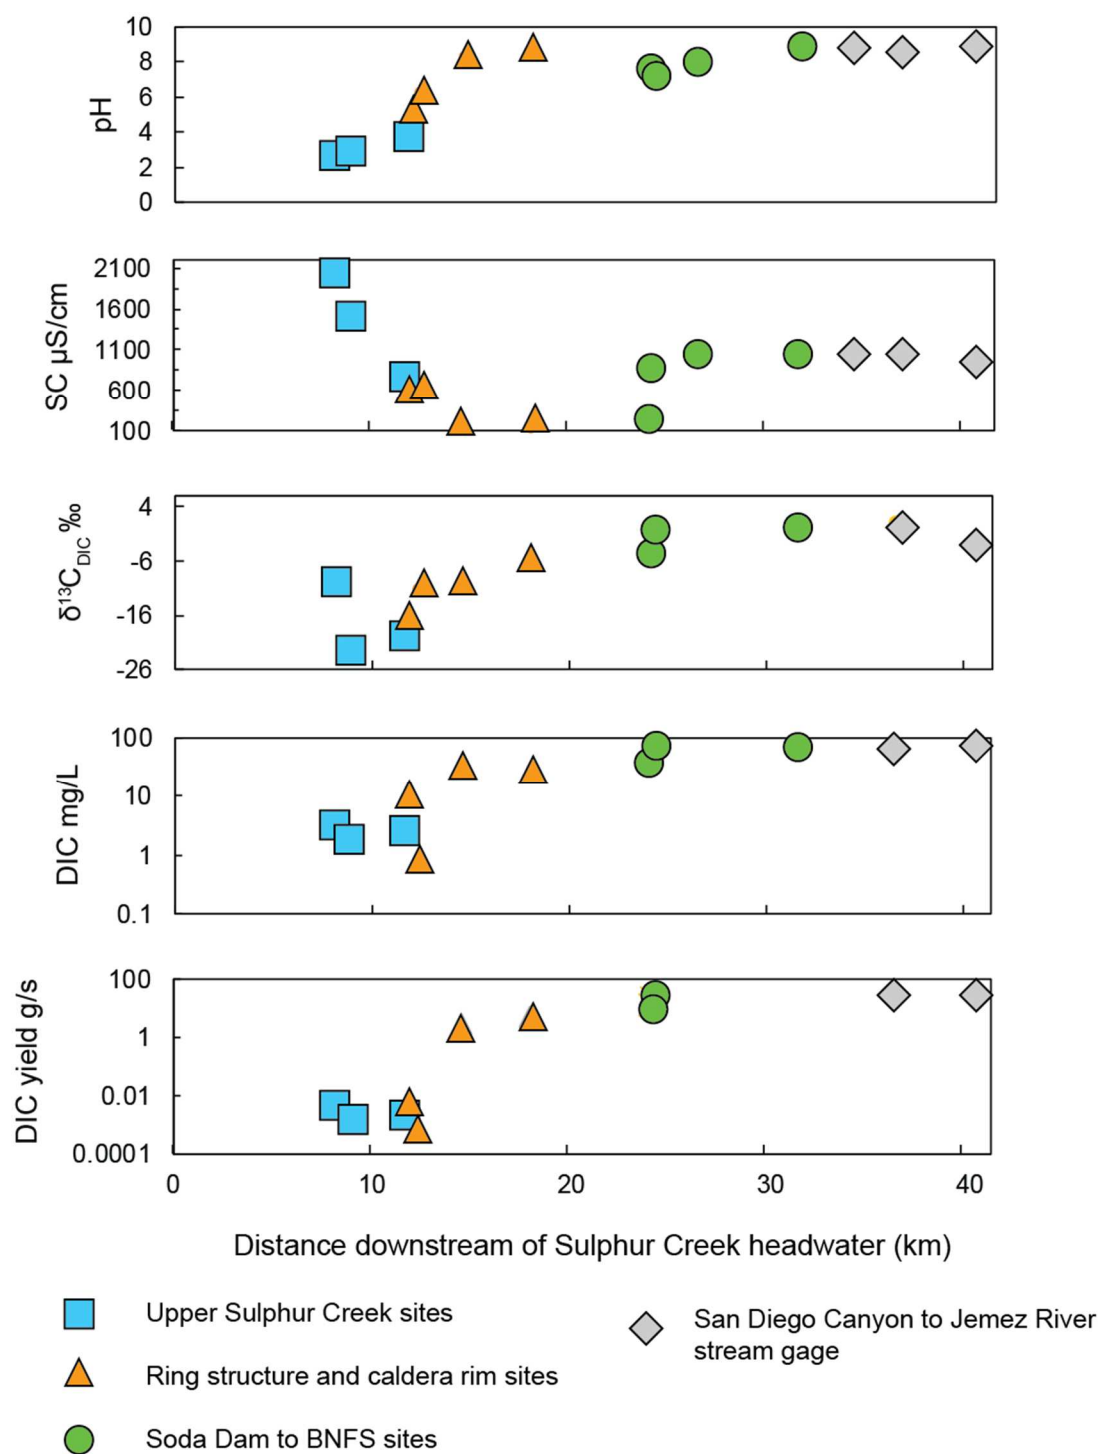 10
8
6
4
2
0
pH
2100
1600
1100
600
100
SC µS/cm
4
-6
-16
-26
δ¹³C_DIC ‰
100
10
1
0.1
DIC mg/L
100
1
0.01
0.0001
DIC yield g/s
0 10 20 30 40
Distance downstream of Sulphur Creek headwater (km)
Upper Sulphur Creek sites
Ring structure and caldera rim sites
Soda Dam to BNFS sites
San Diego Canyon to Jemez River
stream gage